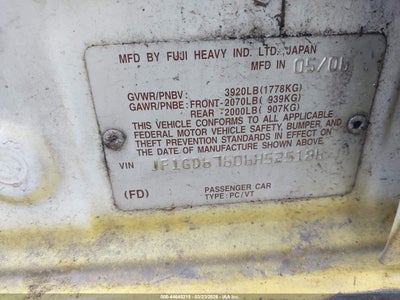 MFD BY FUJI HEAVY IND. LTD. JAPAN
MFD IN 05/06
GVWR/PNBV: 3920LB(1778KG)
GAWR/PNBE: FRONT-2070LB( 939KG)
REAR -2000LB( 907KG)
THIS VEHICLE CONFORMS TO ALL APPLICABLE
FEDERAL MOTOR VEHICLE SAFETY, BUMPER, AND
THEFT PREVENTION STANDARDS IN EFFECT ON
THE DATE OF MANUFACTURE SHOWN ABOVE.
VIN
(FD)
PASSENGER CAR
TYPE: PC/VT